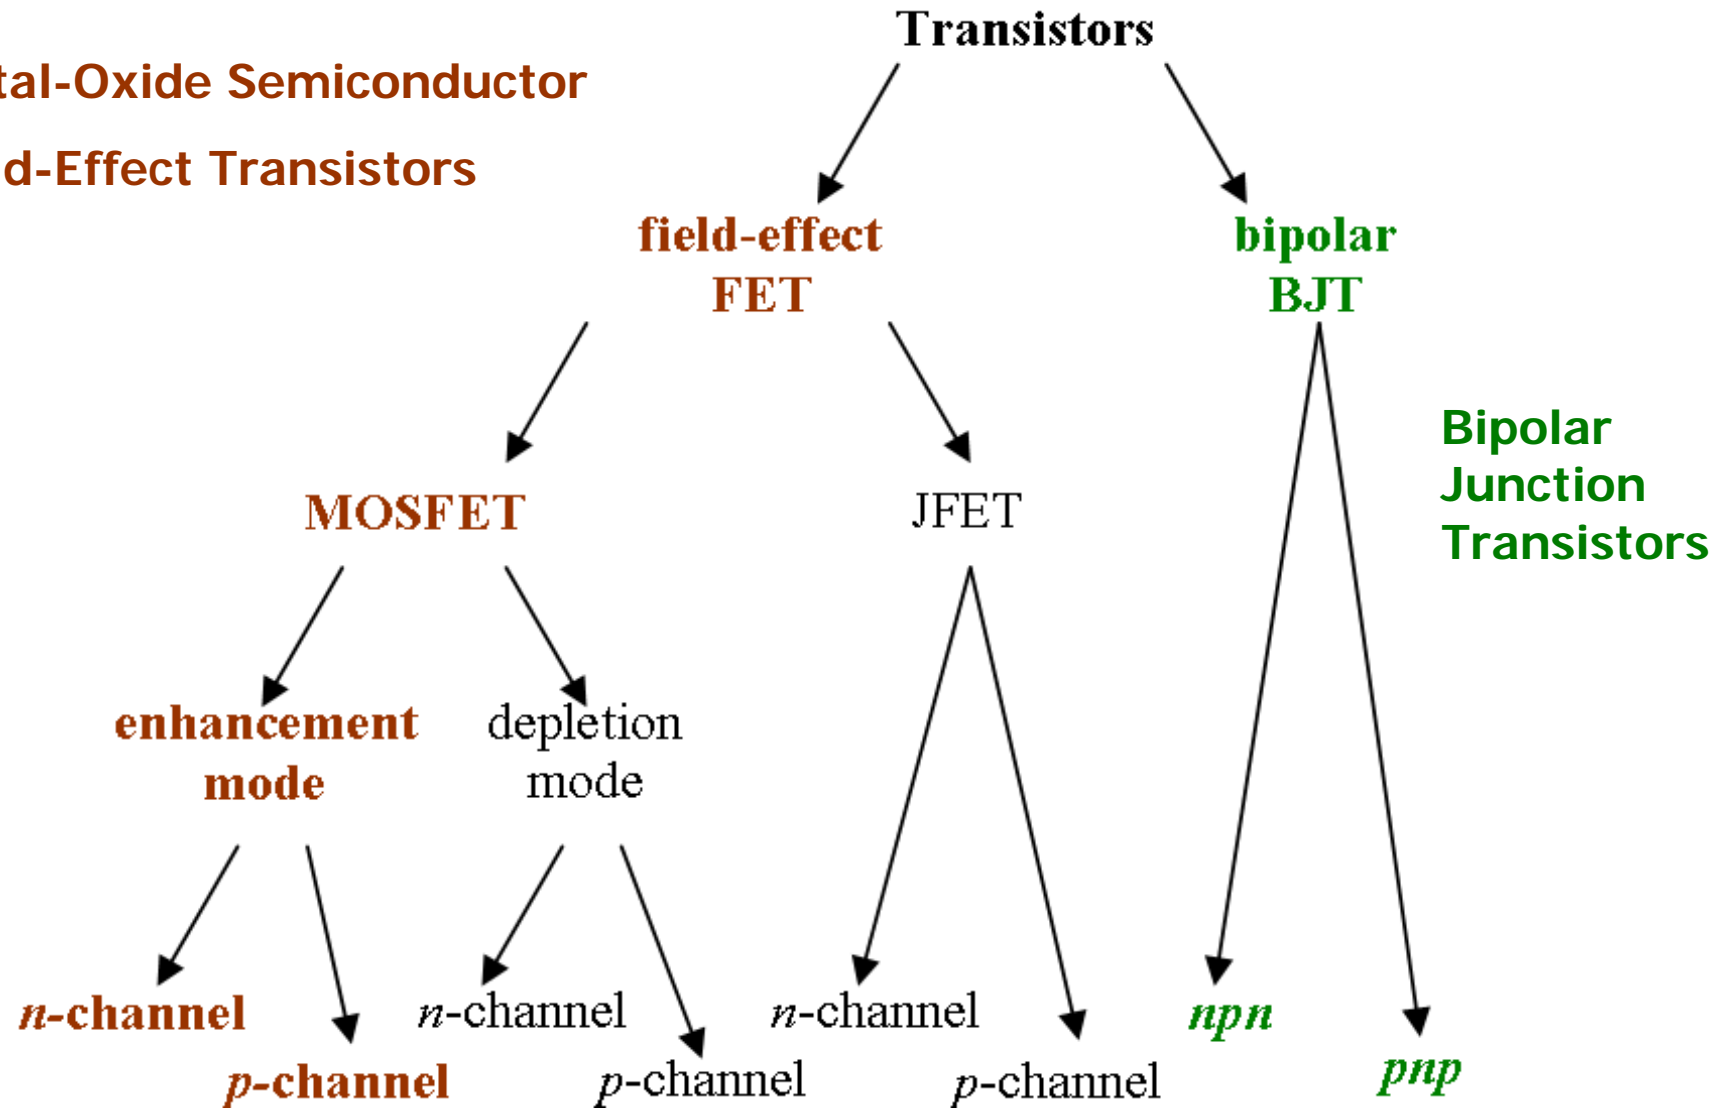 Transistors
tal-Oxide Semiconductor
d-Effect Transistors
field-effect
FET
bipolar
BJT
Bipolar
Junction
Transistors
MOSFET
JFET
enhancement
mode
depletion
mode
n-channel
p-channel
n-channel
p-channel
n-channel
p-channel
npn
pnp